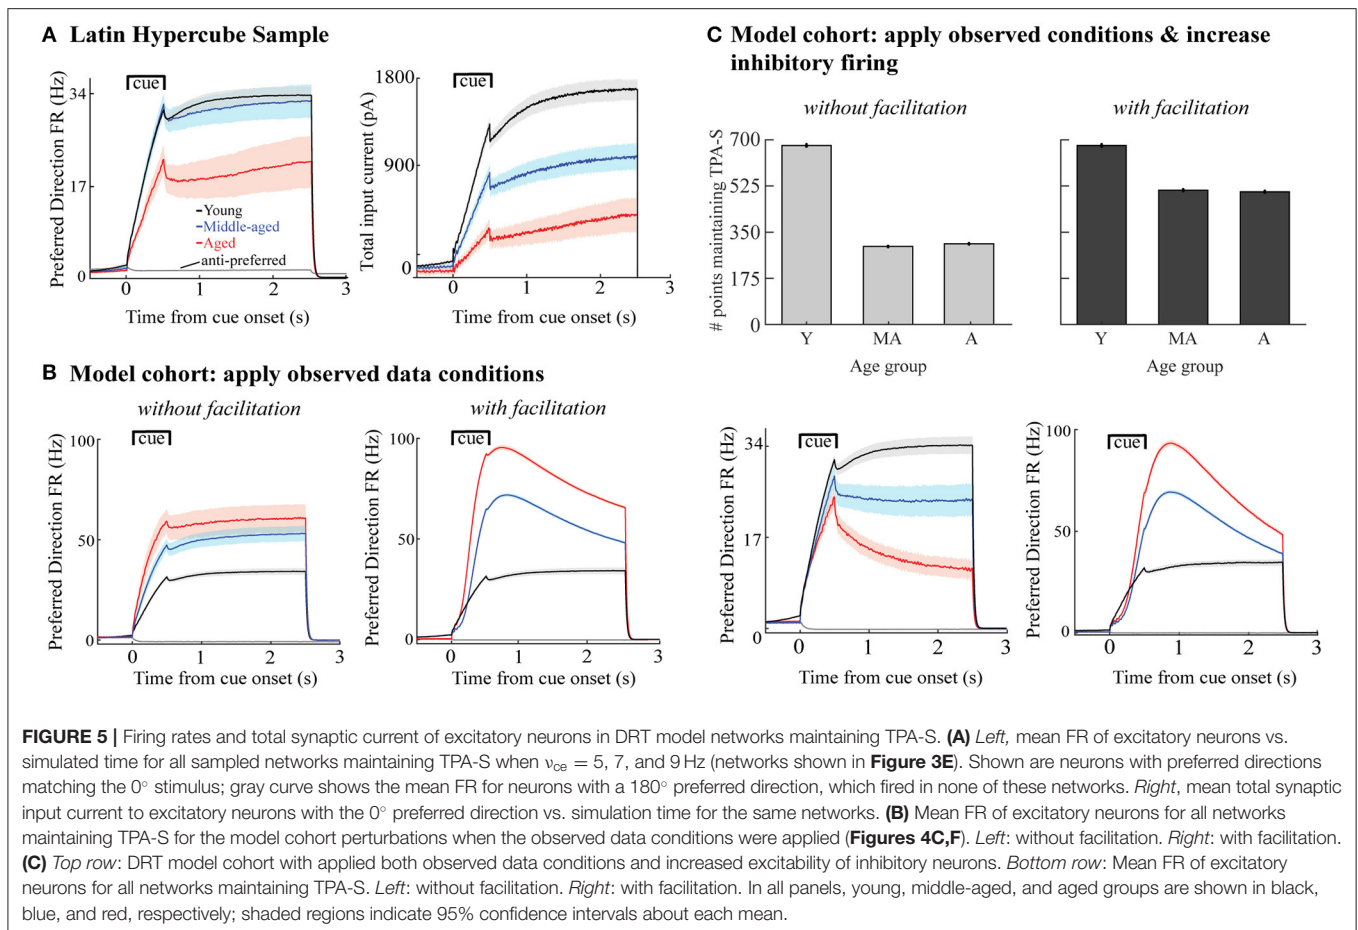 A Latin Hypercube Sample
Preferred Direction FR (Hz)
34
17
0
cue
Young
Middle-aged
Aged
anti-preferred
0 1 2 3
Time from cue onset (s)
Total input current (pA)
1800
900
0
cue
0 1 2 3
Time from cue onset (s)
B Model cohort: apply observed data conditions
without facilitation
Preferred Direction FR (Hz)
100
50
0
cue
0 1 2 3
Time from cue onset (s)
with facilitation
Preferred Direction FR (Hz)
100
50
0
cue
0 1 2 3
Time from cue onset (s)
C Model cohort: apply observed conditions & increase
inhibitory firing
without facilitation
# points maintaining TPA-S
700
525
350
175
0
Y MA A
Age group
with facilitation
Y MA A
Age group
Preferred Direction FR (Hz)
34
17
0
cue
0 1 2 3
Time from cue onset (s)
Preferred Direction FR (Hz)
100
50
0
cue
0 1 2 3
Time from cue onset (s)
FIGURE 5 | Firing rates and total synaptic current of excitatory neurons in DRT model networks maintaining TPA-S. (A) Left, mean FR of excitatory neurons vs.
simulated time for all sampled networks maintaining TPA-S when νce = 5, 7, and 9 Hz (networks shown in Figure 3E). Shown are neurons with preferred directions
matching the 0° stimulus; gray curve shows the mean FR for neurons with a 180° preferred direction, which fired in none of these networks. Right, mean total synaptic
input current to excitatory neurons with the 0° preferred direction vs. simulation time for the same networks. (B) Mean FR of excitatory neurons for all networks
maintaining TPA-S for the model cohort perturbations when the observed data conditions were applied (Figures 4C,F). Left: without facilitation. Right: with facilitation.
(C) Top row: DRT model cohort with applied both observed data conditions and increased excitability of inhibitory neurons. Bottom row: Mean FR of excitatory
neurons for all networks maintaining TPA-S. Left: without facilitation. Right: with facilitation. In all panels, young, middle-aged, and aged groups are shown in black,
blue, and red, respectively; shaded regions indicate 95% confidence intervals about each mean.